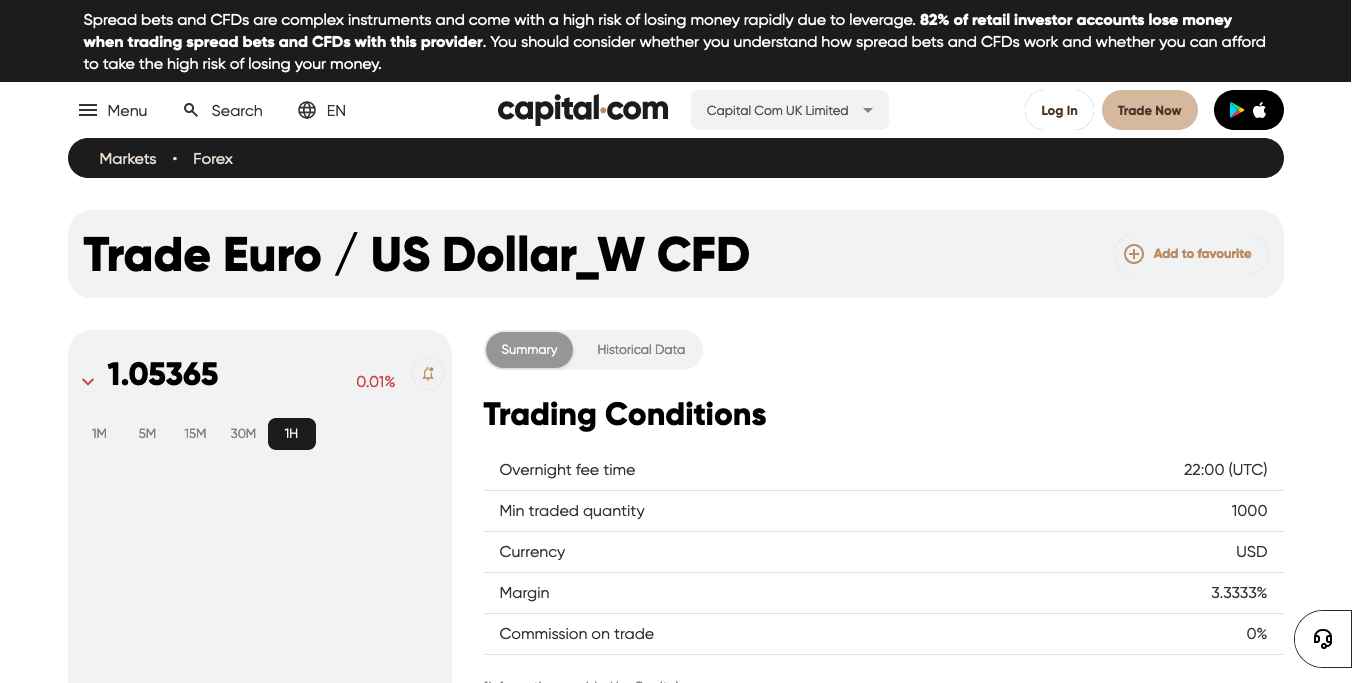 Spread bets and CFDs are complex instruments and come with a high risk of losing money rapidly due to leverage. 82% of retail investor accounts lose money
when trading spread bets and CFDs with this provider. You should consider whether you understand how spread bets and CFDs work and whether you can afford
to take the high risk of losing your money.
Menu Search EN capital.com Capital Com UK Limited Log In Trade Now
Markets • Forex
Trade Euro / US Dollar_W CFD Add to favourite
1.05365 0.01%
1M 5M 15M 30M 1H
Summary Historical Data
Trading Conditions
Overnight fee time 22:00 (UTC)
Min traded quantity 1000
Currency USD
Margin 3.3333%
Commission on trade 0%